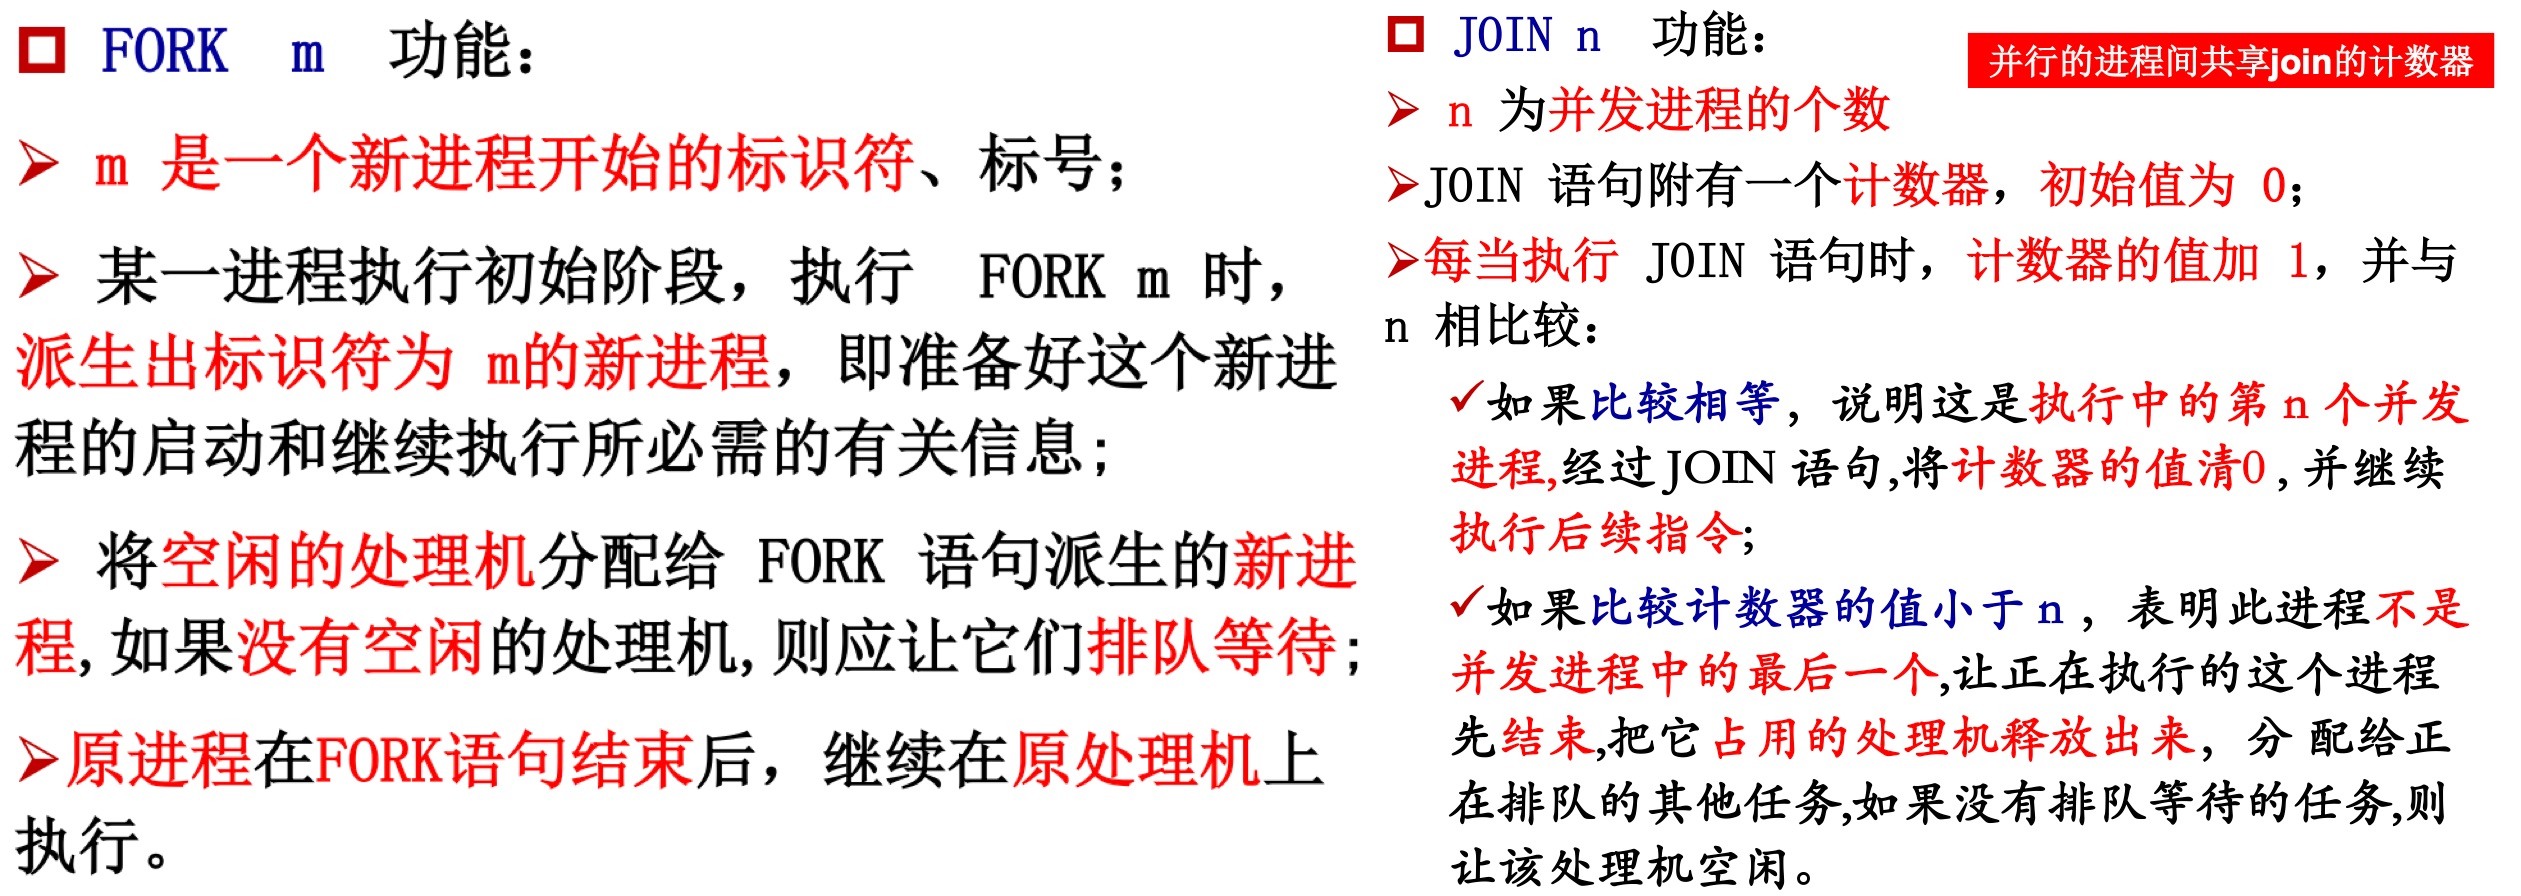 FORK m 功能：
m 是一个新进程开始的标识符、标号；
某一进程执行初始阶段，执行 FORK m 时，
派生出标识符为 m的新进程，即准备好这个新进
程的启动和继续执行所必需的有关信息；
将空闲的处理机分配给 FORK 语句派生的新进
程,如果没有空闲的处理机,则应让它们排队等待；
原进程在FORK语句结束后，继续在原处理机上
执行。
JOIN n 功能：
并行的进程间共享join的计数器
n 为并发进程的个数
JOIN 语句附有一个计数器，初始值为 0；
每当执行 JOIN 语句时，计数器的值加 1，并与
n 相比较：
如果比较相等，说明这是执行中的第 n 个并发
进程,经过 JOIN 语句,将计数器的值清0 , 并继续
执行后续指令;
如果比较计数器的值小于 n ，表明此进程不是
并发进程中的最后一个,让正在执行的这个进程
先结束,把它占用的处理机释放出来，分 配给正
在排队的其他任务,如果没有排队等待的任务,则
让该处理机空闲。